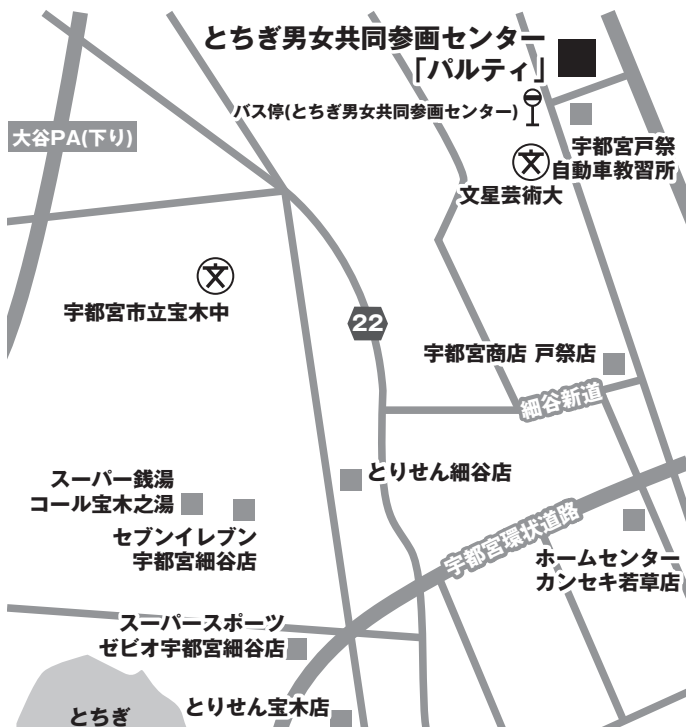 とちぎ男女共同参画センター
「パルティ」
バス停(とちぎ男女共同参画センター)
大谷PA(下り)
宇都宮戸祭
自動車教習所
文
文星芸術大
文
宇都宮市立宝木中
22
宇都宮商店 戸祭店
細谷新道
とりせん細谷店
スーパー銭湯
コール宝木之湯
セブンイレブン
宇都宮細谷店
宇都宮環状道路
ホームセンター
カンセキ若草店
スーパースポーツ
ゼビオ宇都宮細谷店
とりせん宝木店
とちぎ